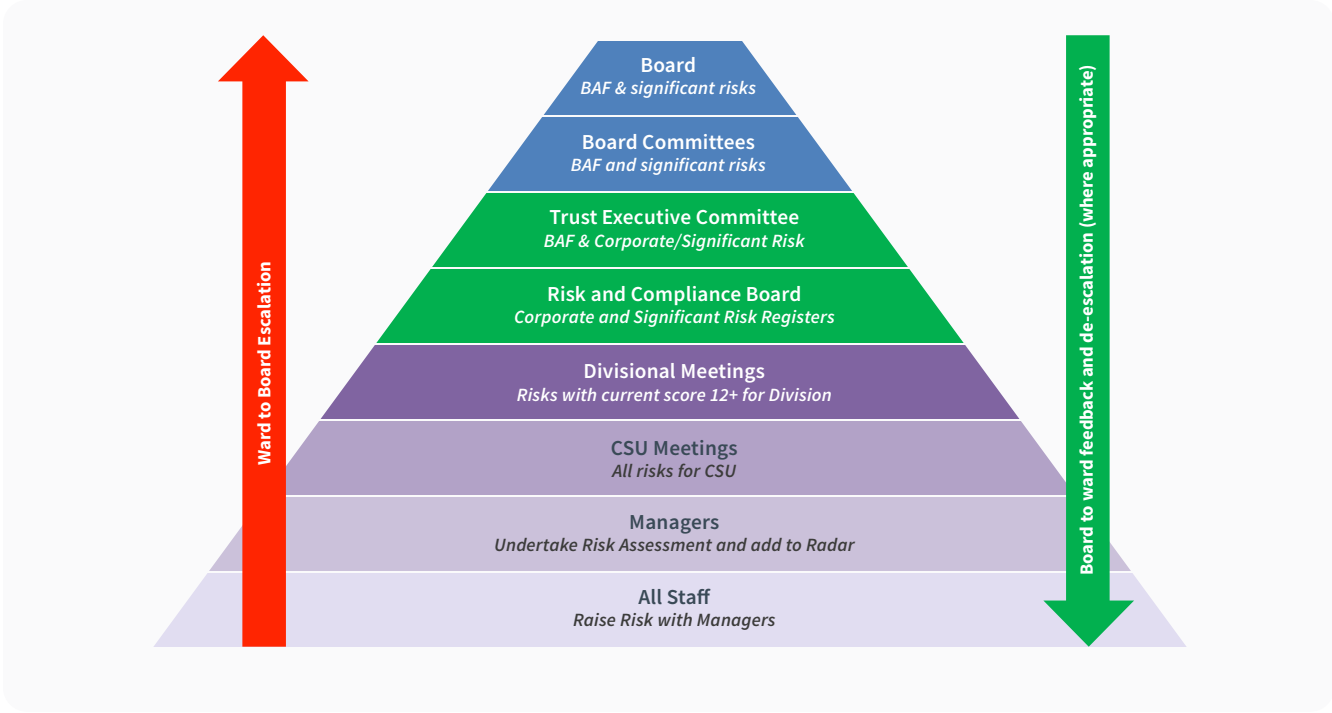 Ward to Board Escalation
Board
BAF & significant risks
Board Committees
BAF and significant risks
Trust Executive Committee
BAF & Corporate/Significant Risk
Risk and Compliance Board
Corporate and Significant Risk Registers
Divisional Meetings
Risks with current score 12+ for Division
CSU Meetings
All risks for CSU
Managers
Undertake Risk Assessment and add to Radar
All Staff
Raise Risk with Managers
Board to ward feedback and de-escalation (where appropriate)